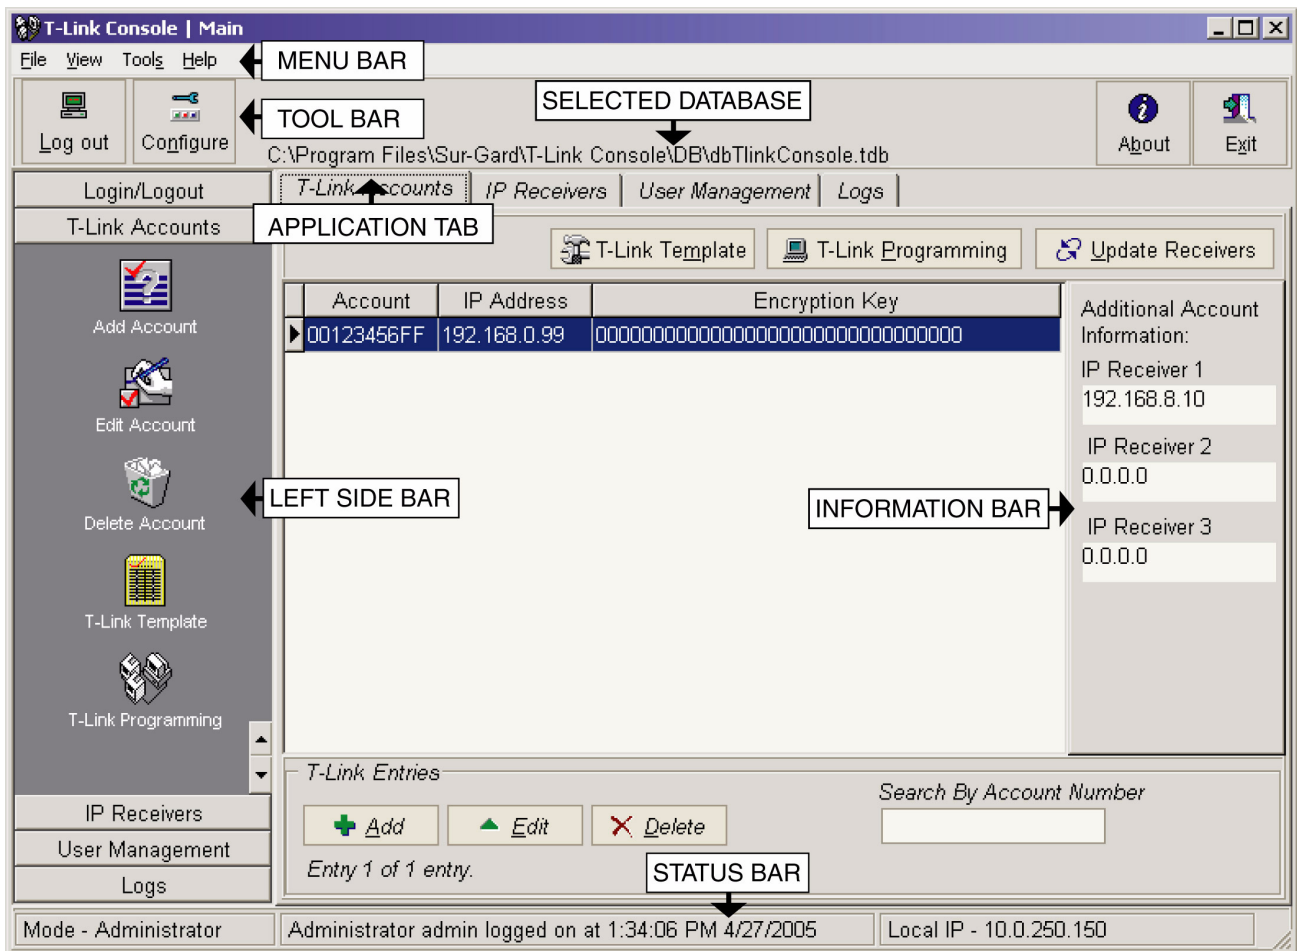 T-Link Console | Main
File View Tools Help
MENU BAR
Log out
Configure
TOOL BAR
SELECTED DATABASE
C:\Program Files\Sur-Gard\T-Link Console\DB\dbTlinkConsole.tdb
About
Exit
Login/Logout
T-Link Accounts
Add Account
Edit Account
Delete Account
T-Link Template
T-Link Programming
IP Receivers
User Management
Logs
LEFT SIDE BAR
T-Link Accounts IP Receivers User Management Logs
APPLICATION TAB
T-Link Template T-Link Programming Update Receivers
Account IP Address Encryption Key
00123456FF 192.168.0.99 00000000000000000000000000000000
Additional Account
Information:
IP Receiver 1
192.168.8.10
IP Receiver 2
0.0.0.0
IP Receiver 3
0.0.0.0
INFORMATION BAR
T-Link Entries
Add Edit Delete
Entry 1 of 1 entry.
Search By Account Number
STATUS BAR
Mode - Administrator
Administrator admin logged on at 1:34:06 PM 4/27/2005
Local IP - 10.0.250.150